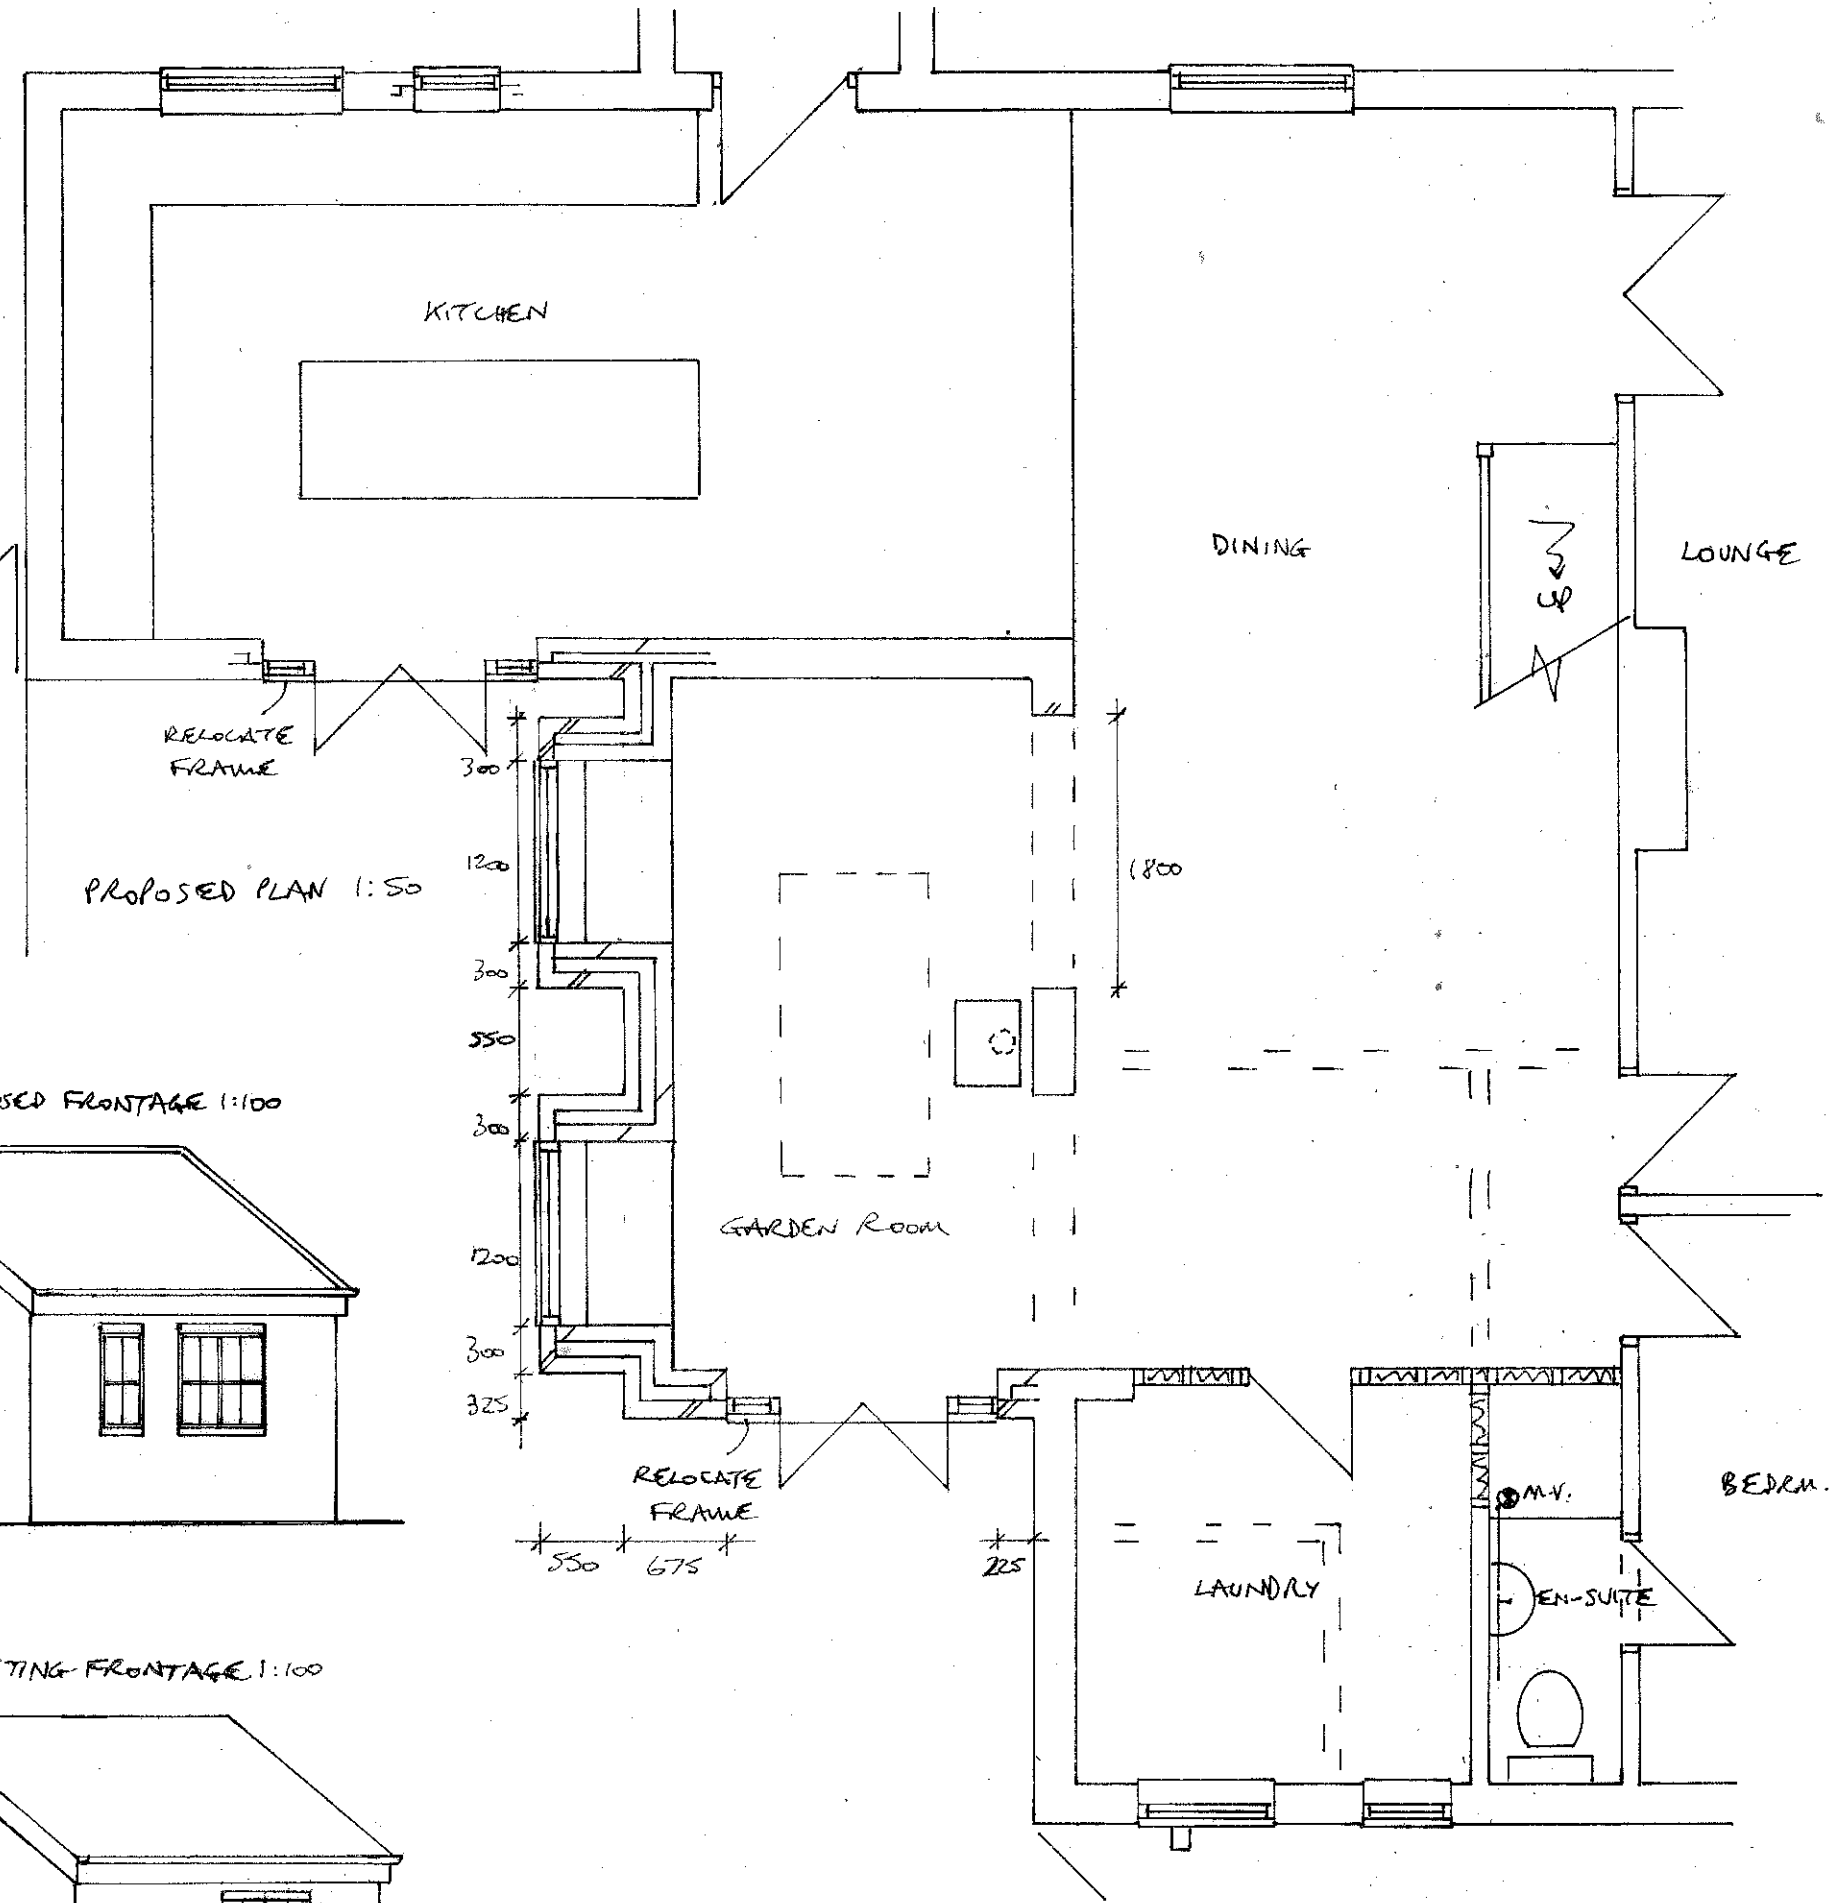 KITCHEN
DINING
UP
LOUNGE
RELOCATE
FRAME
300
1200
PROPOSED PLAN 1:50
1800
300
550
SED FRONTAGE 1:100
300
GARDEN ROOM
1200
300
325
RELOCATE
FRAME
M.V.
BEDRM.
550 675 225
LAUNDRY
EN-SUITE
TING FRONTAGE 1:100